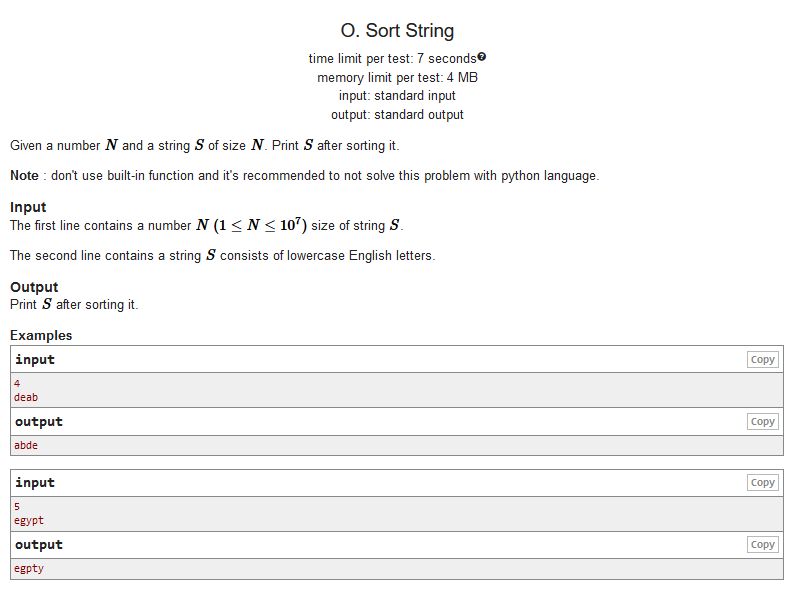 O. Sort String
time limit per test: 7 seconds?
memory limit per test: 4 MB
input: standard input
output: standard output
Given a number N and a string S of size N. Print S after sorting it.
Note : don't use built-in function and it's recommended to not solve this problem with python language.
Input
The first line contains a number N (1 ≤ N ≤ 10⁷) size of string S.
The second line contains a string S consists of lowercase English letters.
Output
Print S after sorting it.
Examples
input Copy
4
deab
output Copy
abde
input Copy
5
egypt
output Copy
egpty